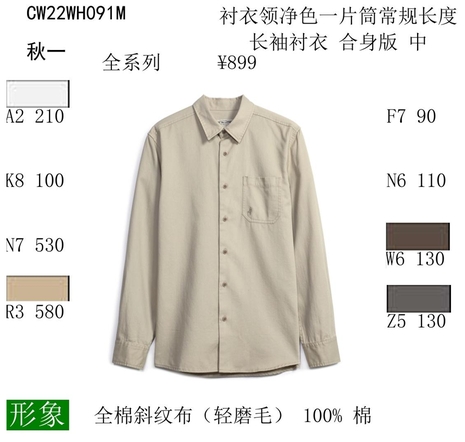 CW22WH091M
衬衣领净色一片筒常规长度
长袖衬衣 合身版 中
秋一
全系列 ¥899
A2 210
F7 90
K8 100
N6 110
N7 530
W6 130
R3 580
Z5 130
形象
全棉斜纹布（轻磨毛） 100% 棉